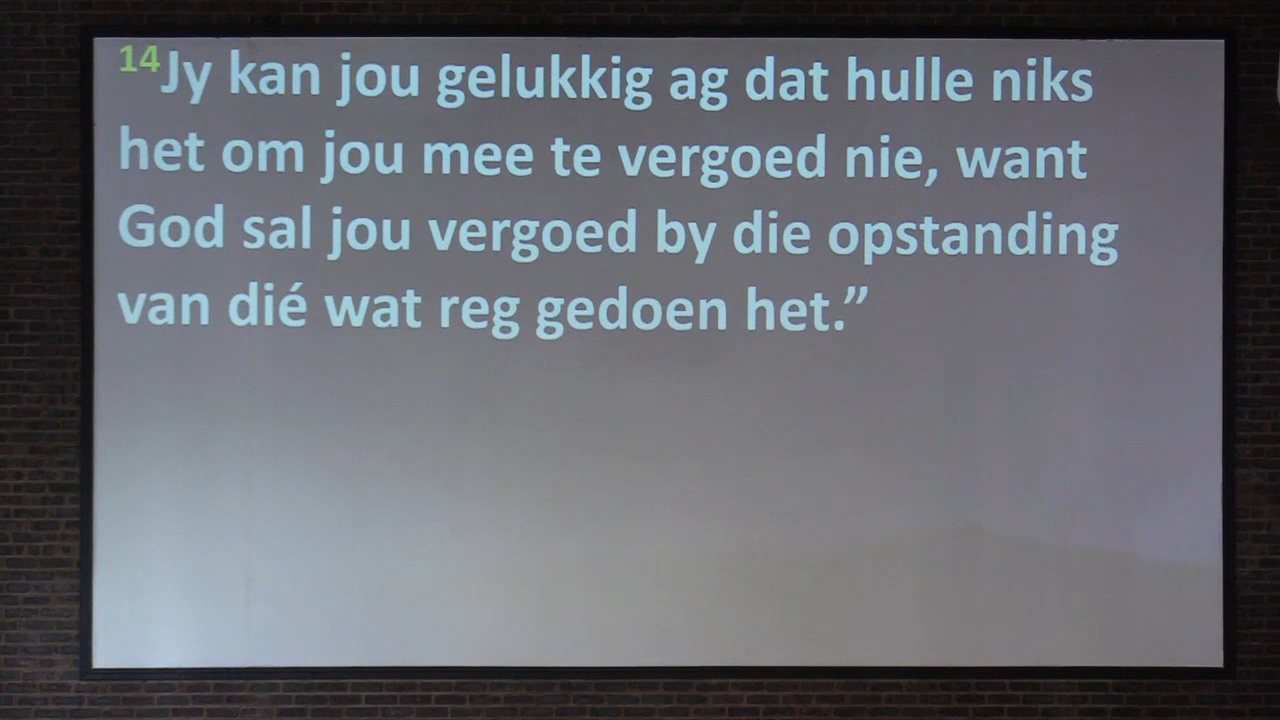 14Jy kan jou gelukkig ag dat hulle niks
het om jou mee te vergoed nie, want
God sal jou vergoed by die opstanding
van dié wat reg gedoen het.”